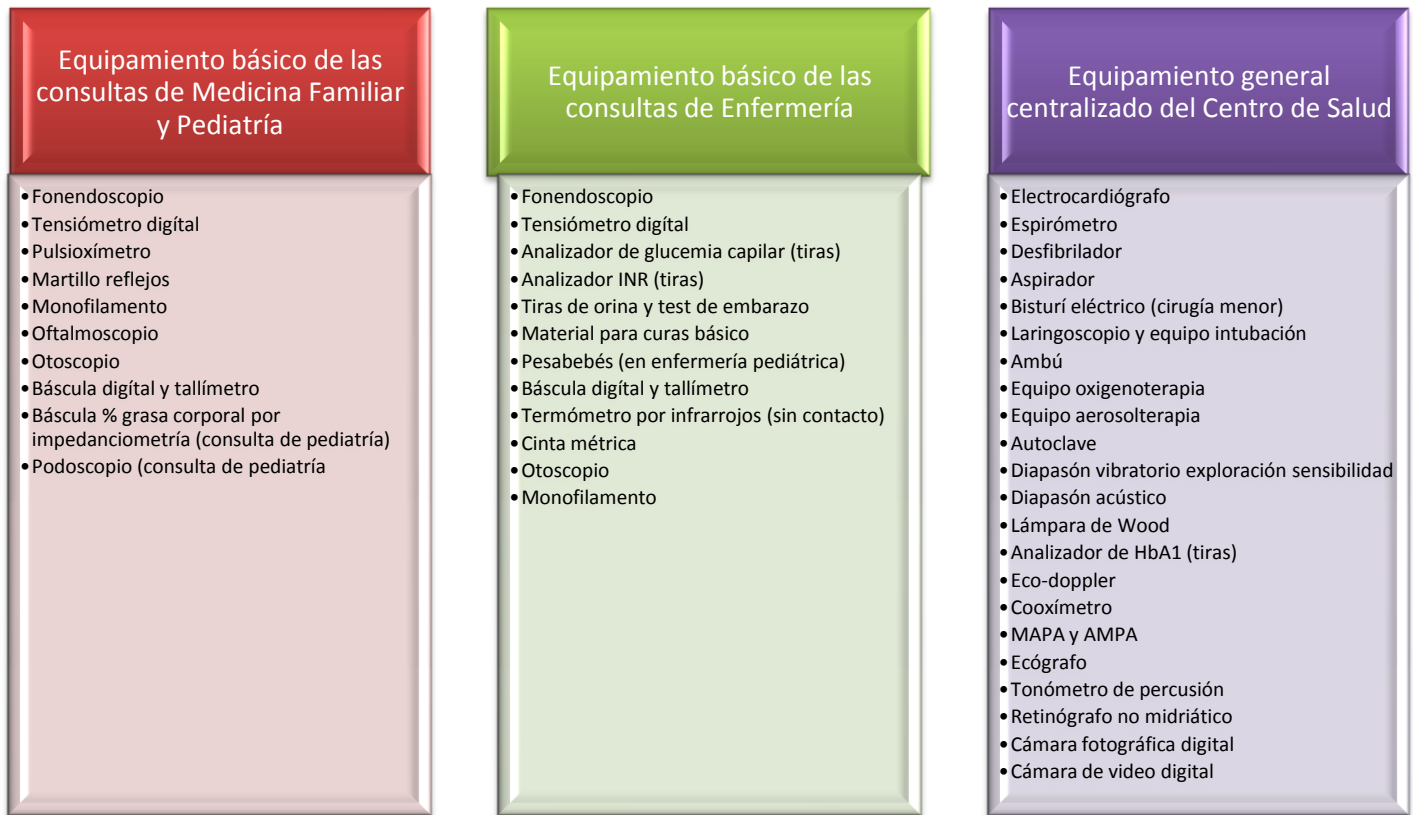 Equipamiento básico de las
consultas de Medicina Familiar
y Pediatría
•Fonendoscopio
•Tensiómetro digítal
•Pulsioxímetro
•Martillo reflejos
•Monofilamento
•Oftalmoscopio
•Otoscopio
•Báscula digítal y tallímetro
•Báscula % grasa corporal por
impedanciometría (consulta de pediatría)
•Podoscopio (consulta de pediatría
Equipamiento básico de las
consultas de Enfermería
•Fonendoscopio
•Tensiómetro digítal
•Analizador de glucemia capilar (tiras)
•Analizador INR (tiras)
•Tiras de orina y test de embarazo
•Material para curas básico
•Pesabebés (en enfermería pediátrica)
•Báscula digítal y tallímetro
•Termómetro por infrarrojos (sin contacto)
•Cinta métrica
•Otoscopio
•Monofilamento
Equipamiento general
centralizado del Centro de Salud
•Electrocardiógrafo
•Espirómetro
•Desfibrilador
•Aspirador
•Bisturí eléctrico (cirugía menor)
•Laringoscopio y equipo intubación
•Ambú
•Equipo oxigenoterapia
•Equipo aerosolterapia
•Autoclave
•Diapasón vibratorio exploración sensibilidad
•Diapasón acústico
•Lámpara de Wood
•Analizador de HbA1 (tiras)
•Eco-doppler
•Cooxímetro
•MAPA y AMPA
•Ecógrafo
•Tonómetro de percusión
•Retinógrafo no midriático
•Cámara fotográfica digital
•Cámara de video digital